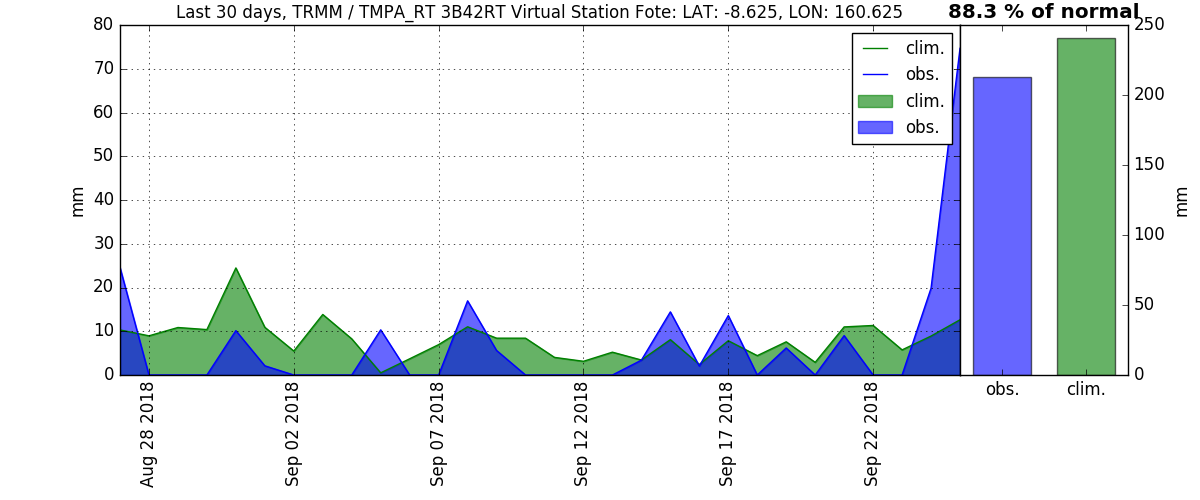 Last 30 days, TRMM / TMPA_RT 3B42RT Virtual Station Fote: LAT: -8.625, LON: 160.625
88.3 % of normal
80
70
60
50
40
30
20
10
0
mm
clim.
obs.
clim.
obs.
Aug 28 2018
Sep 02 2018
Sep 07 2018
Sep 12 2018
Sep 17 2018
Sep 22 2018
250
200
150
100
50
0
mm
obs.
clim.